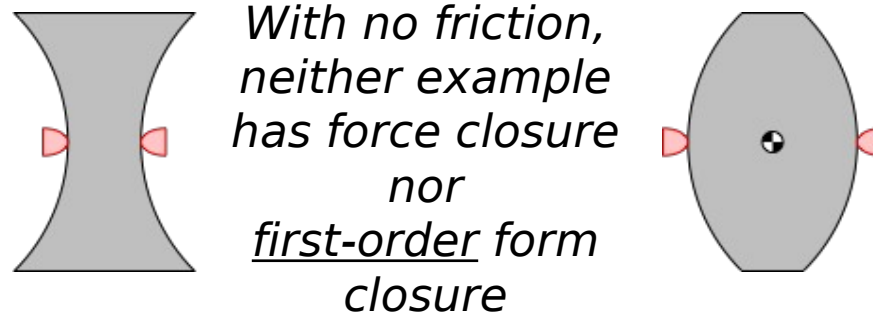 With no friction,
neither example
has force closure
nor
first-order form
closure